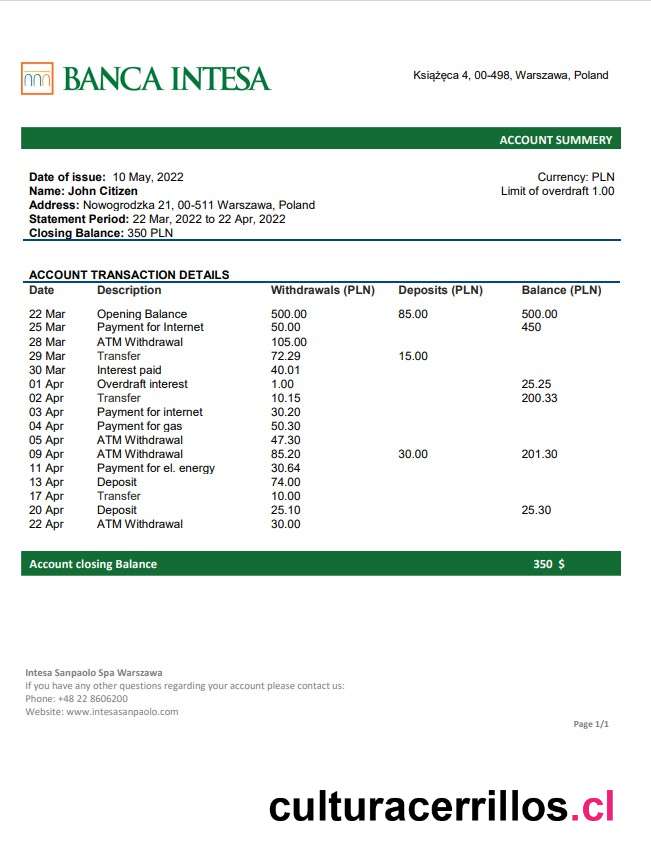 BANCA INTESA
Książęca 4, 00-498, Warszawa, Poland
ACCOUNT SUMMERY
Date of issue: 10 May, 2022 Currency: PLN
Name: John Citizen Limit of overdraft 1.00
Address: Nowogrodzka 21, 00-511 Warszawa, Poland
Statement Period: 22 Mar, 2022 to 22 Apr, 2022
Closing Balance: 350 PLN
ACCOUNT TRANSACTION DETAILS
Date Description Withdrawals (PLN) Deposits (PLN) Balance (PLN)
22 Mar Opening Balance 500.00 85.00 500.00
25 Mar Payment for Internet 50.00 450
28 Mar ATM Withdrawal 105.00
29 Mar Transfer 72.29 15.00
30 Mar Interest paid 40.01
01 Apr Overdraft interest 1.00 25.25
02 Apr Transfer 10.15 200.33
03 Apr Payment for internet 30.20
04 Apr Payment for gas 50.30
05 Apr ATM Withdrawal 47.30
09 Apr ATM Withdrawal 85.20 30.00 201.30
11 Apr Payment for el. energy 30.64
13 Apr Deposit 74.00
17 Apr Transfer 10.00
20 Apr Deposit 25.10 25.30
22 Apr ATM Withdrawal 30.00
Account closing Balance 350 $
Intesa Sanpaolo Spa Warszawa
If you have any other questions regarding your account please contact us:
Phone: +48 22 8606200
Website: www.intesasanpaolo.com
Page 1/1
culturacerrillos.cl